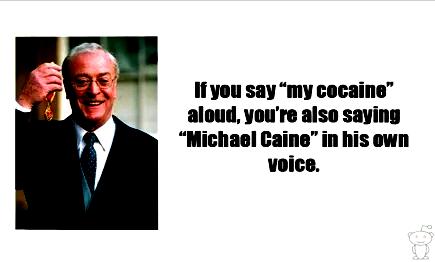 If you say “my cocaine”
aloud, you’re also saying
“Michael Caine” in his own
voice.